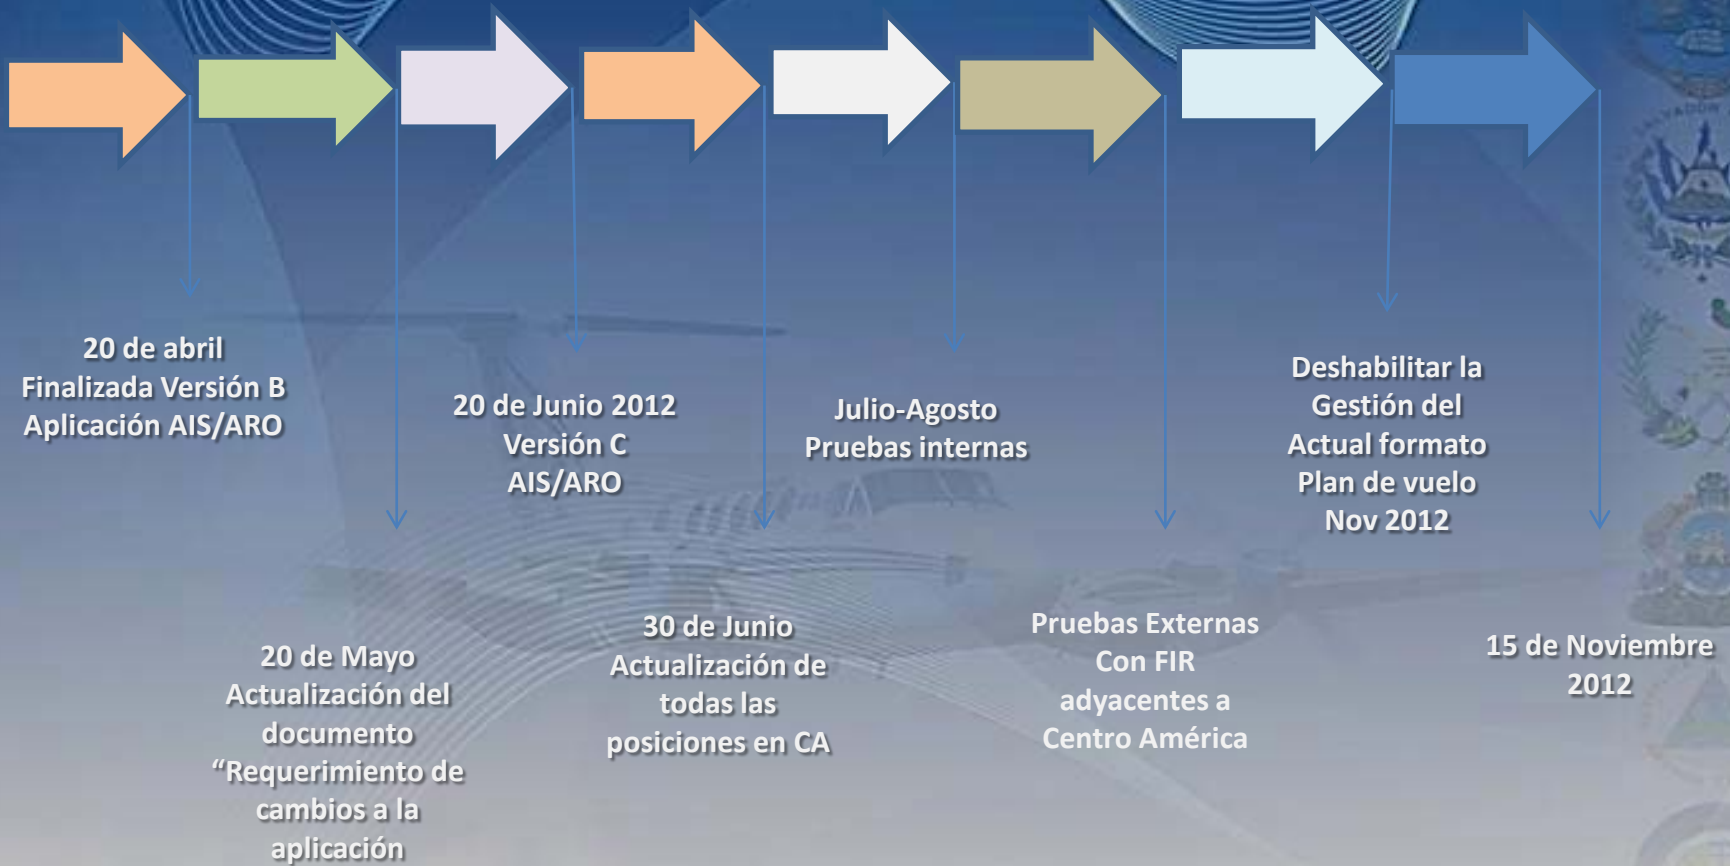 20 de abril
Finalizada Versión B
Aplicación AIS/ARO
20 de Mayo
Actualización del
documento
“Requerimiento de
cambios a la
aplicación
20 de Junio 2012
Versión C
AIS/ARO
30 de Junio
Actualización de
todas las
posiciones en CA
Julio-Agosto
Pruebas internas
Pruebas Externas
Con FIR
adyacentes a
Centro América
Deshabilitar la
Gestión del
Actual formato
Plan de vuelo
Nov 2012
15 de Noviembre
2012